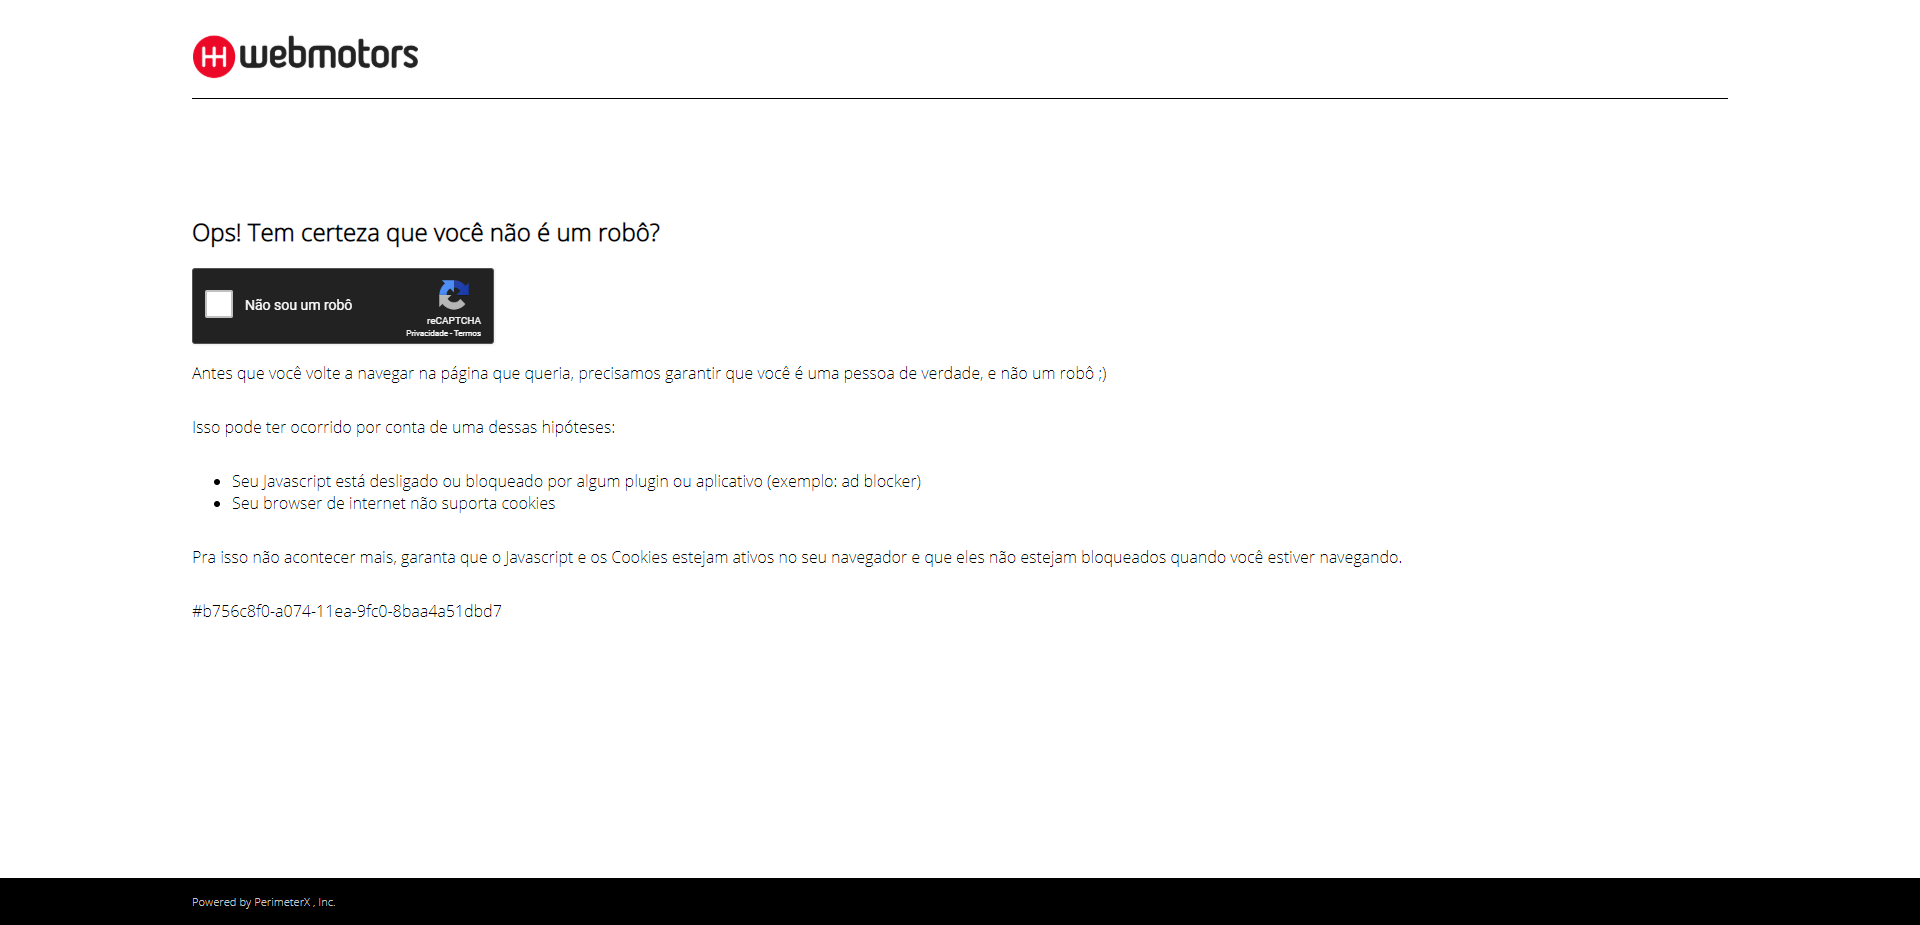 webmotors
Ops! Tem certeza que você não é um robô?
Não sou um robô
reCAPTCHA
Privacidade - Termos
Antes que você volte a navegar na página que queria, precisamos garantir que você é uma pessoa de verdade, e não um robô ;)
Isso pode ter ocorrido por conta de uma dessas hipóteses:
Seu Javascript está desligado ou bloqueado por algum plugin ou aplicativo (exemplo: ad blocker)
Seu browser de internet não suporta cookies
Pra isso não acontecer mais, garanta que o Javascript e os Cookies estejam ativos no seu navegador e que eles não estejam bloqueados quando você estiver navegando.
#b756c8f0-a074-11ea-9fc0-8baa4a51dbd7
Powered by PerimeterX , Inc.